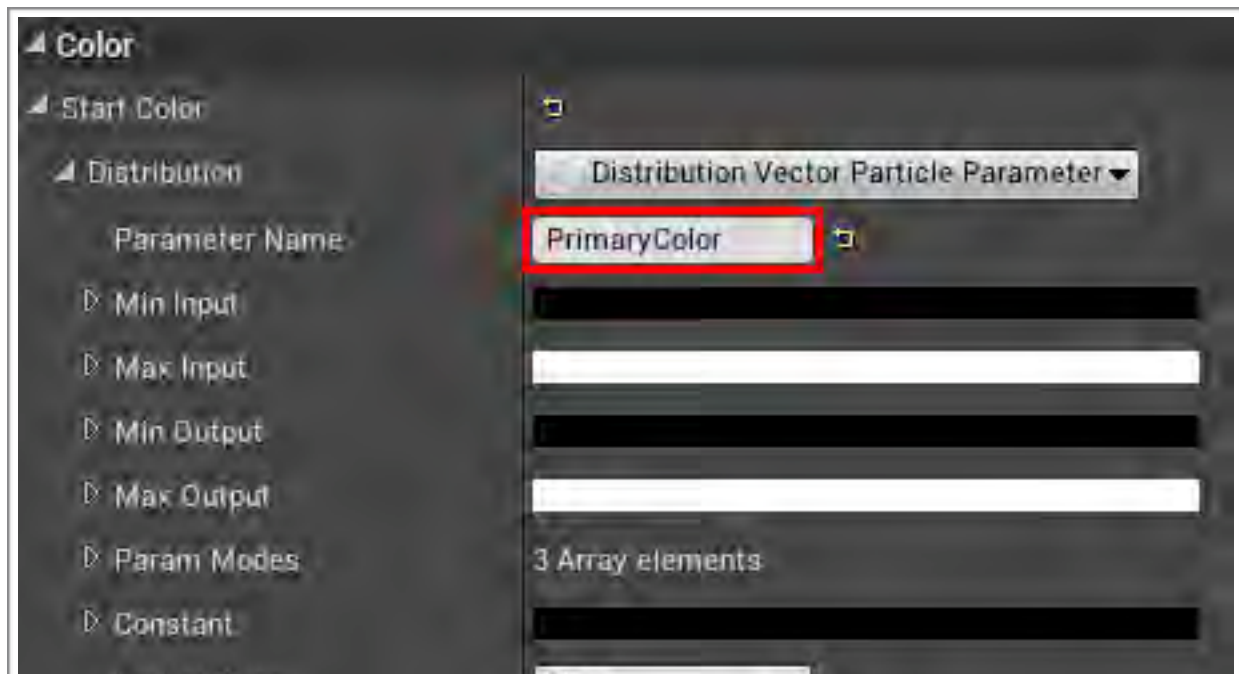 Color
Start Color
Distribution Distribution Vector Particle Parameter
Parameter Name PrimaryColor
Min Input
Max Input
Min Output
Max Output
Param Modes 3 Array elements
Constant